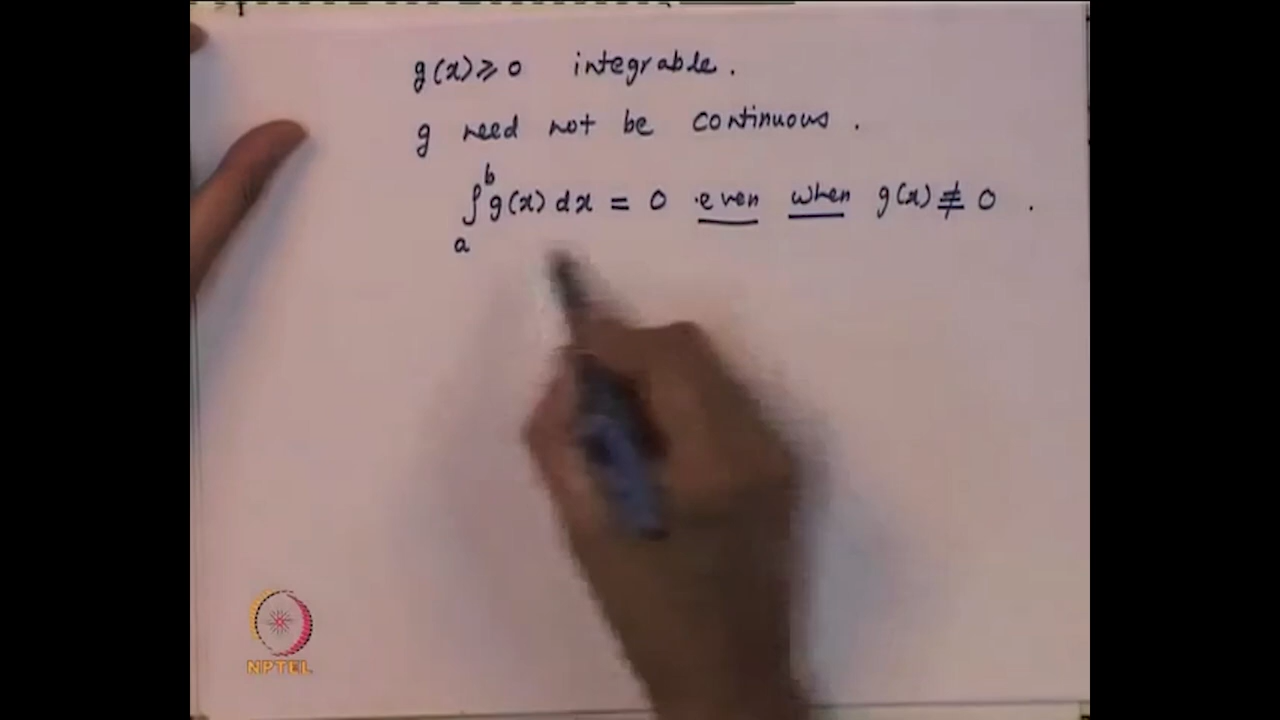 g(x) ⩾ 0 integrable.
g need not be continuous.
∫_a^b g(x) dx = 0 even when g(x) ≢ 0.
NPTEL